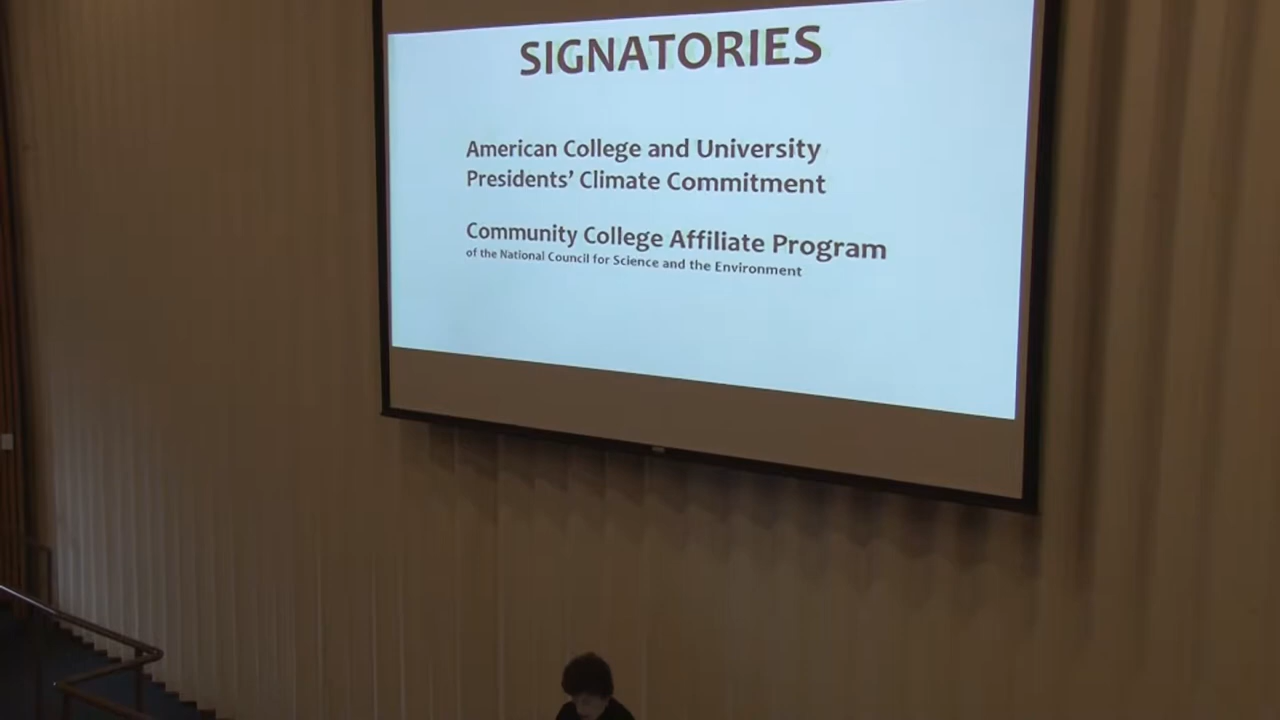 SIGNATORIES
American College and University
Presidents’ Climate Commitment
Community College Affiliate Program
of the National Council for Science and the Environment